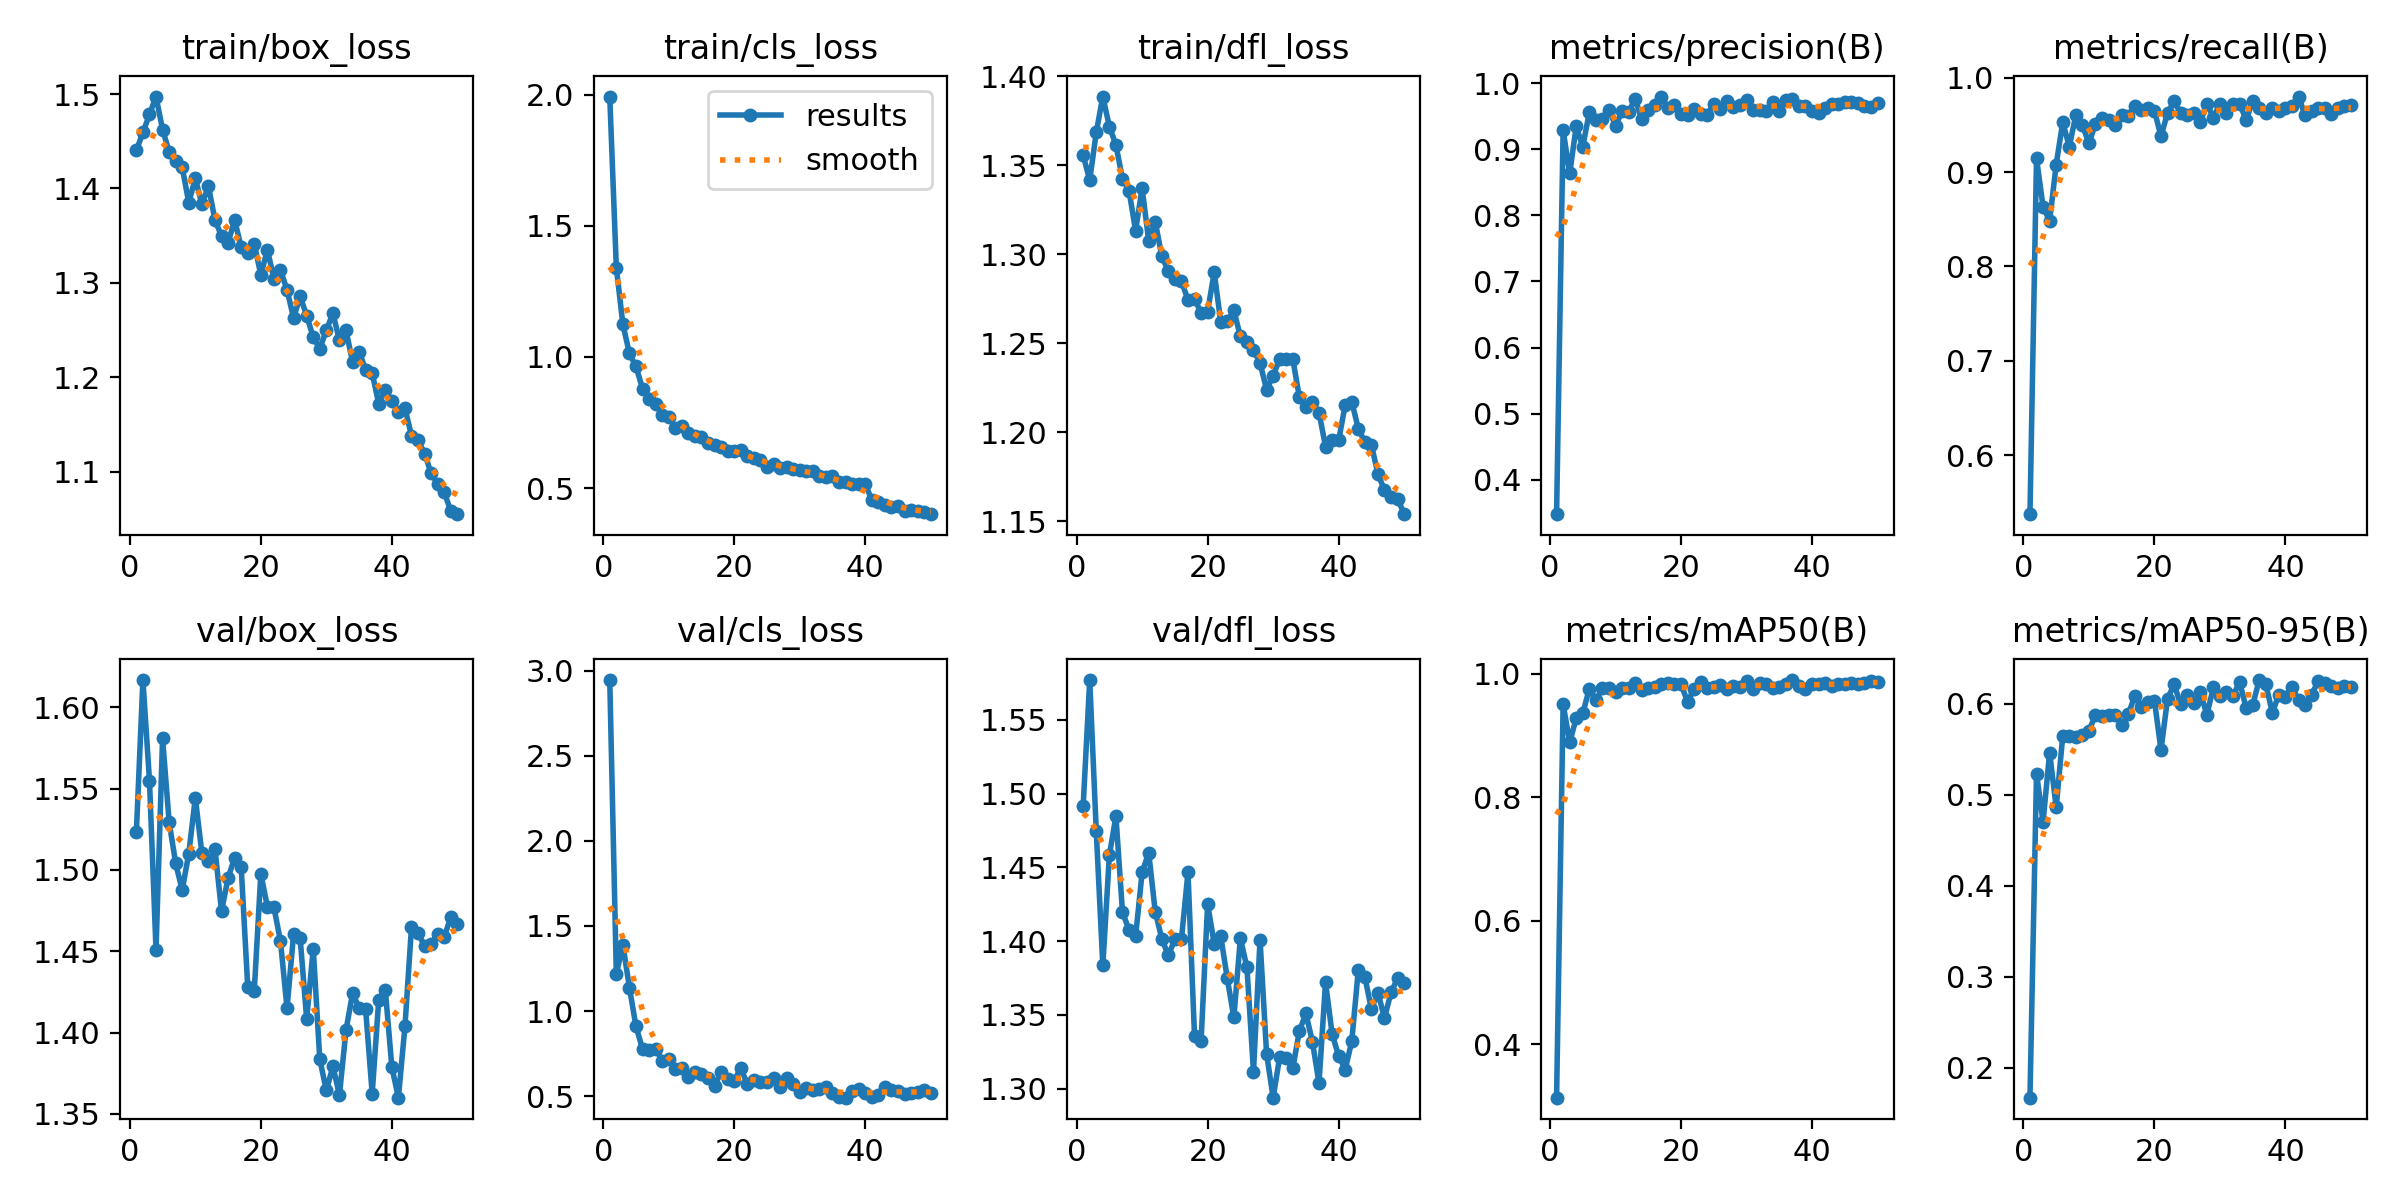 train/box_loss
1.5
1.4
1.3
1.2
1.1
0 20 40
train/cls_loss
results
smooth
2.0
1.5
1.0
0.5
0 20 40
train/dfl_loss
1.40
1.35
1.30
1.25
1.20
1.15
0 20 40
metrics/precision(B)
1.0
0.9
0.8
0.7
0.6
0.5
0.4
0 20 40
metrics/recall(B)
1.0
0.9
0.8
0.7
0.6
0 20 40
val/box_loss
1.60
1.55
1.50
1.45
1.40
1.35
0 20 40
val/cls_loss
3.0
2.5
2.0
1.5
1.0
0.5
0 20 40
val/dfl_loss
1.55
1.50
1.45
1.40
1.35
1.30
0 20 40
metrics/mAP50(B)
1.0
0.8
0.6
0.4
0 20 40
metrics/mAP50-95(B)
0.6
0.5
0.4
0.3
0.2
0 20 40